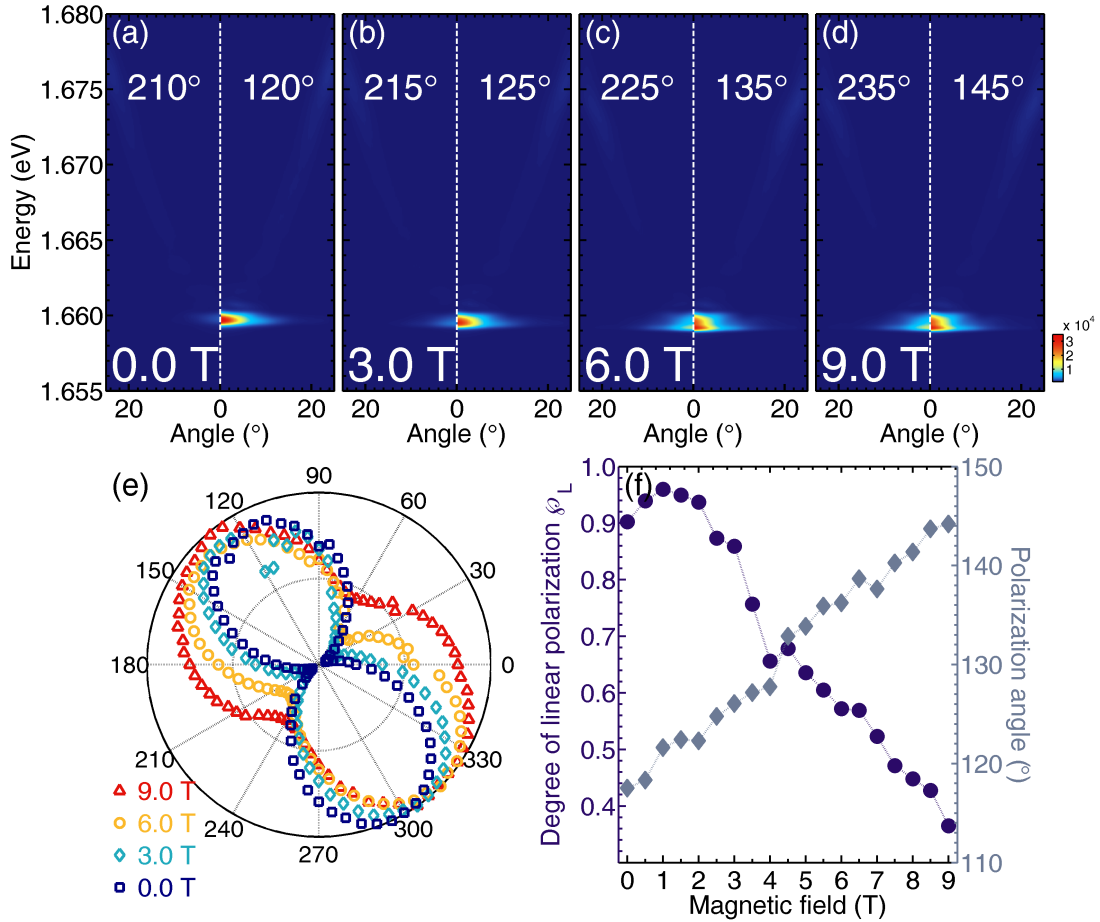 (a) (b) (c) (d)
210° 120° 215° 125° 225° 135° 235° 145°
0.0 T 3.0 T 6.0 T 9.0 T
1.680
1.675
1.670
1.665
1.660
1.655
Energy (eV)
20 0 20 0 20 0 20 0 20
Angle (°) Angle (°) Angle (°) Angle (°)
x 10⁴
3
2
1
(e)
90
120 60
150 30
180 0
210 330
240 300
270
9.0 T
6.0 T
3.0 T
0.0 T
(f)
Degree of linear polarization ℘L
1.0
0.9
0.8
0.7
0.6
0.5
0.4
150
140
130
120
110
Polarization angle (°)
0 1 2 3 4 5 6 7 8 9
Magnetic field (T)